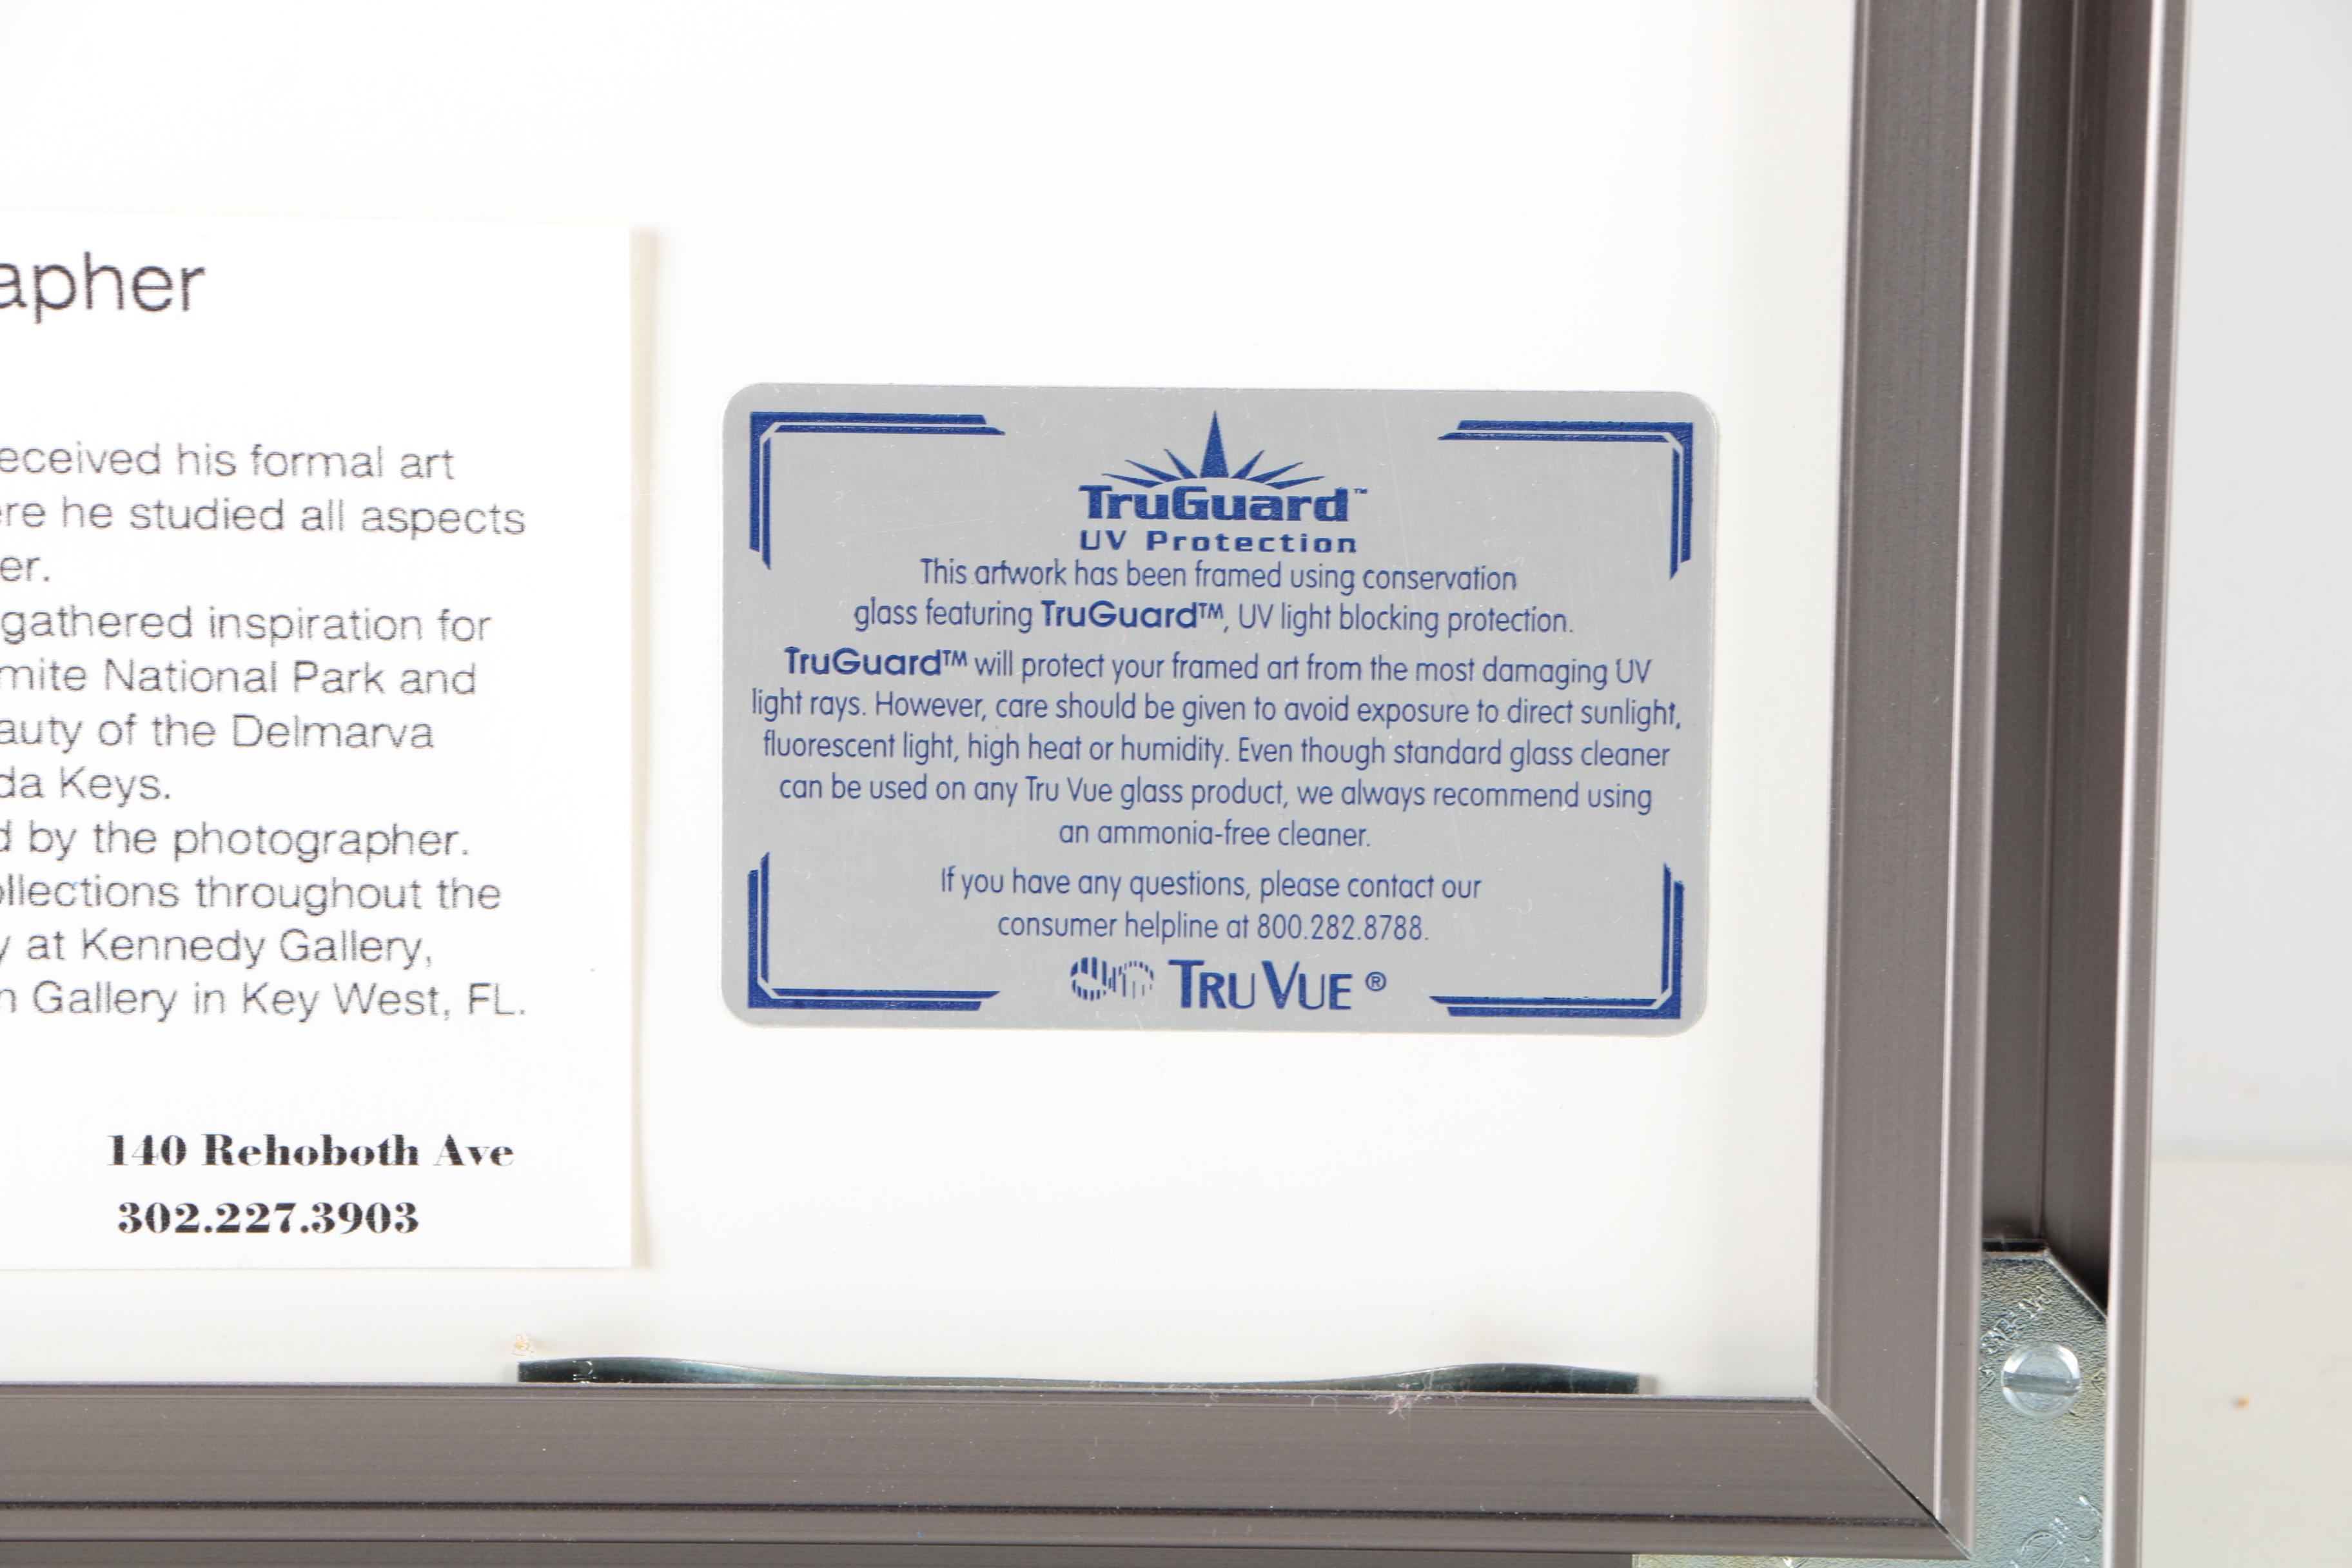 apher
eceived his formal art
ere he studied all aspects
er.
gathered inspiration for
mite National Park and
auty of the Delmarva
da Keys.
d by the photographer.
ollections throughout the
y at Kennedy Gallery,
n Gallery in Key West, FL.
140 Rehoboth Ave
302.227.3903
TruGuard™
UV Protection
This artwork has been framed using conservation
glass featuring TruGuard™, UV light blocking protection.
TruGuard™ will protect your framed art from the most damaging UV
light rays. However, care should be given to avoid exposure to direct sunlight,
fluorescent light, high heat or humidity. Even though standard glass cleaner
can be used on any Tru Vue glass product, we always recommend using
an ammonia-free cleaner.
If you have any questions, please contact our
consumer helpline at 800.282.8788.
TRU VUE ®